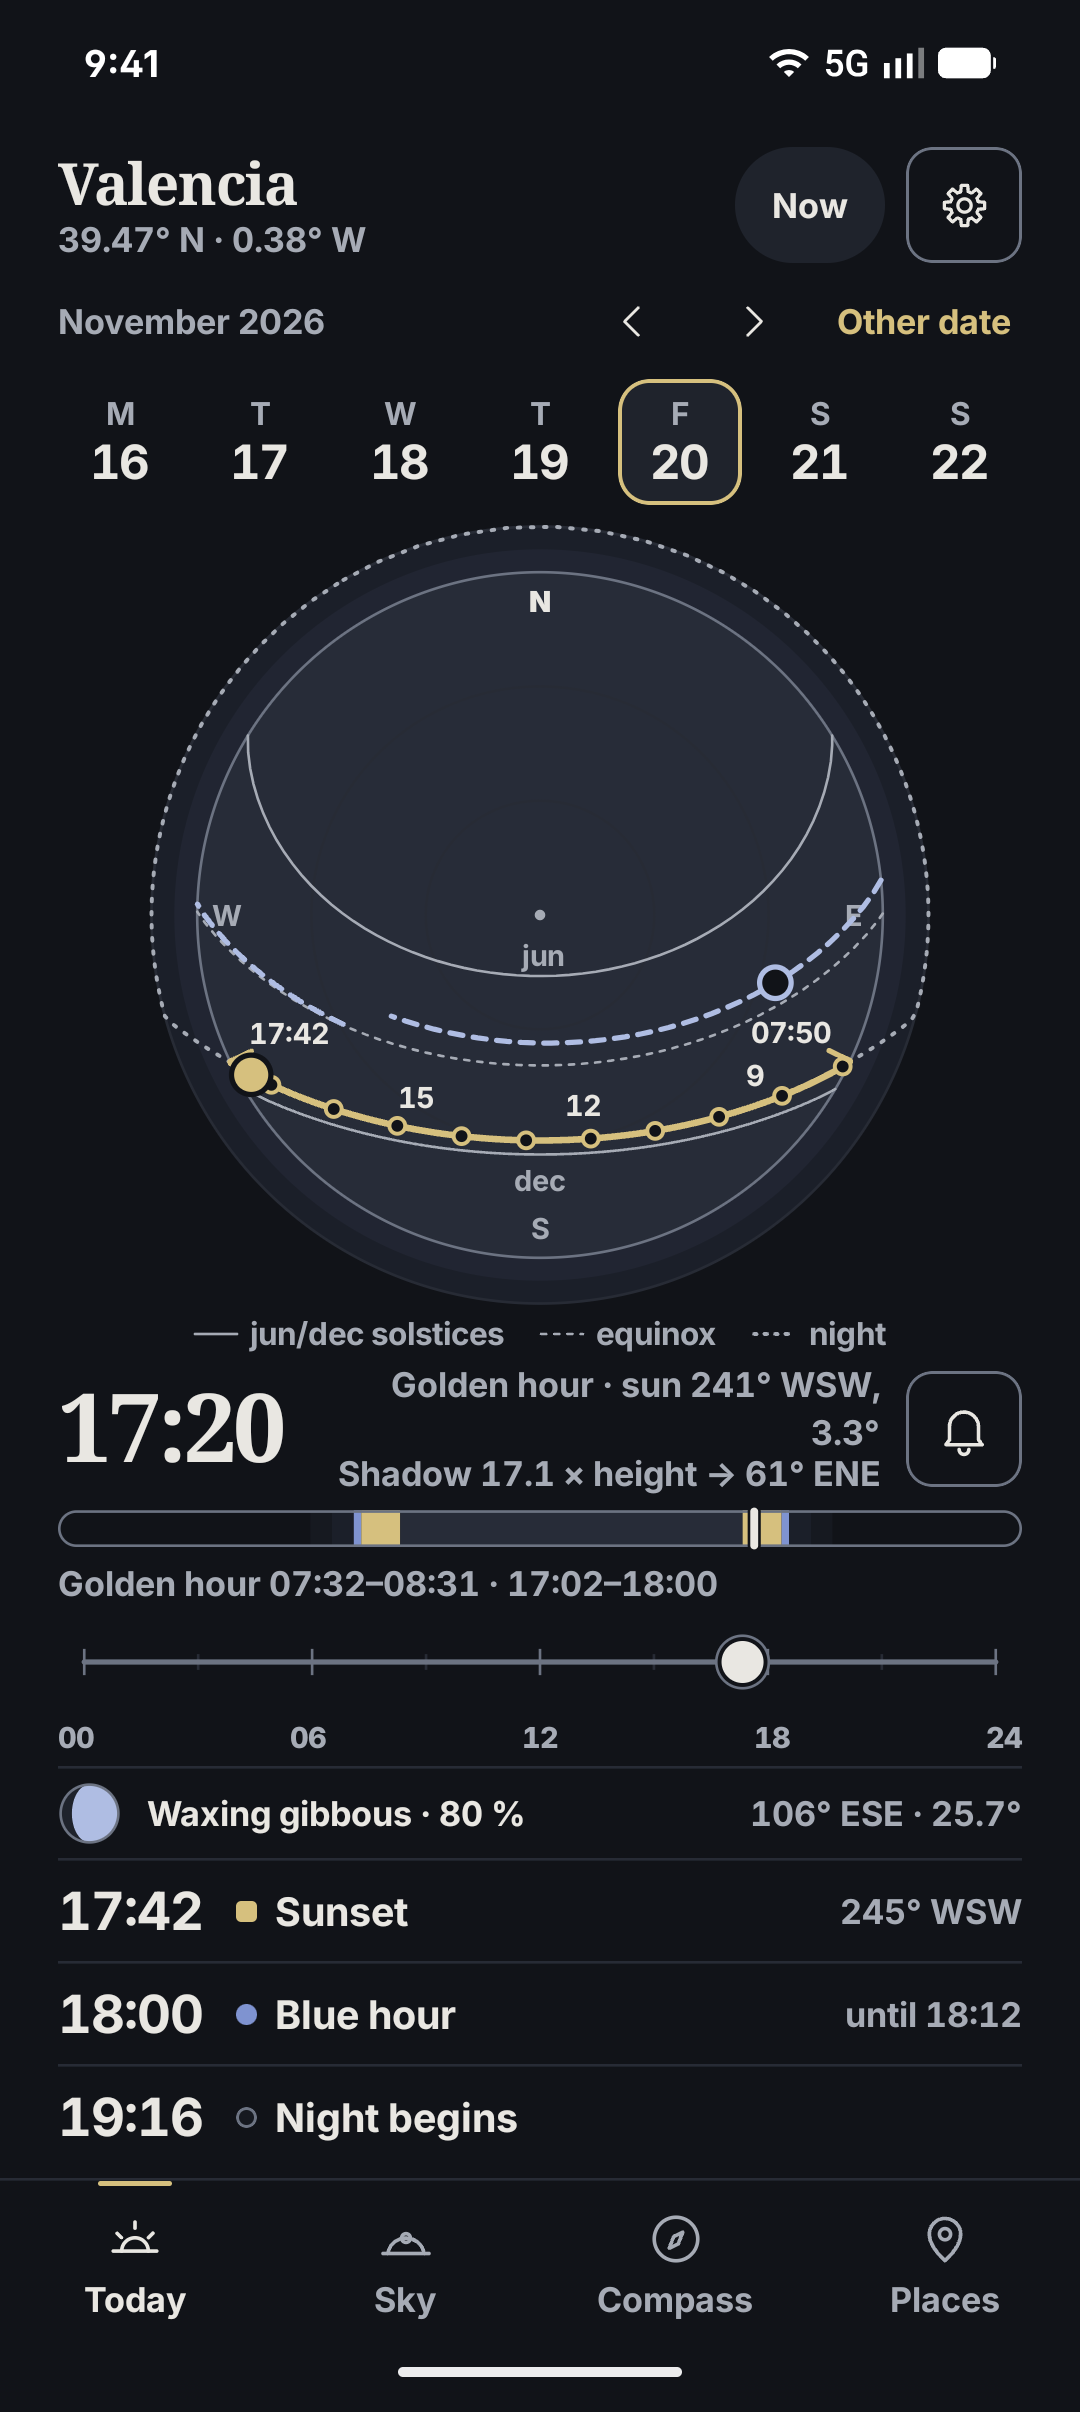 9:41
5G
Valencia
39.47° N · 0.38° W
Now
November 2026
Other date
M T W T F S S
16 17 18 19 20 21 22
N
W
E
jun
17:42
07:50
9
15
12
dec
S
jun/dec solstices
equinox
night
17:20
Golden hour · sun 241° WSW,
3.3°
Shadow 17.1 × height → 61° ENE
Golden hour 07:32–08:31 · 17:02–18:00
00 06 12 18 24
Waxing gibbous · 80 %
106° ESE · 25.7°
17:42 Sunset 245° WSW
18:00 Blue hour until 18:12
19:16 Night begins
Today Sky Compass Places